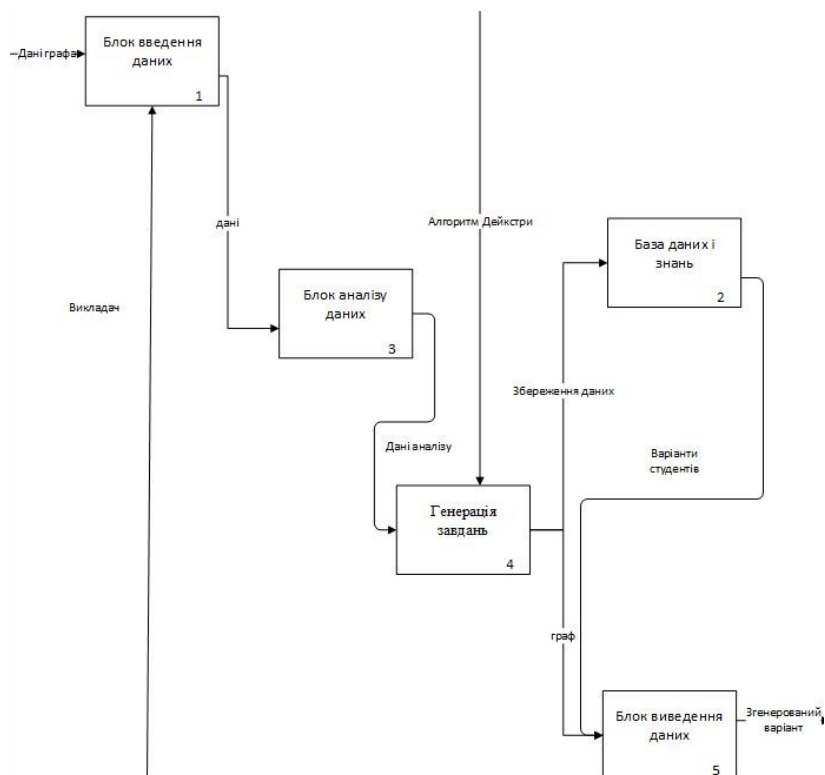 Блок введення
даних
1
Дані графа
дані
Алгоритм Дейкстри
База даних і
знань
2
Блок аналізу
даних
3
Викладач
Збереження даних
Дані аналізу
Варіанти
студентів
Генерація
завдань
4
граф
Блок виведення
даних
5
Згенерований
варіант